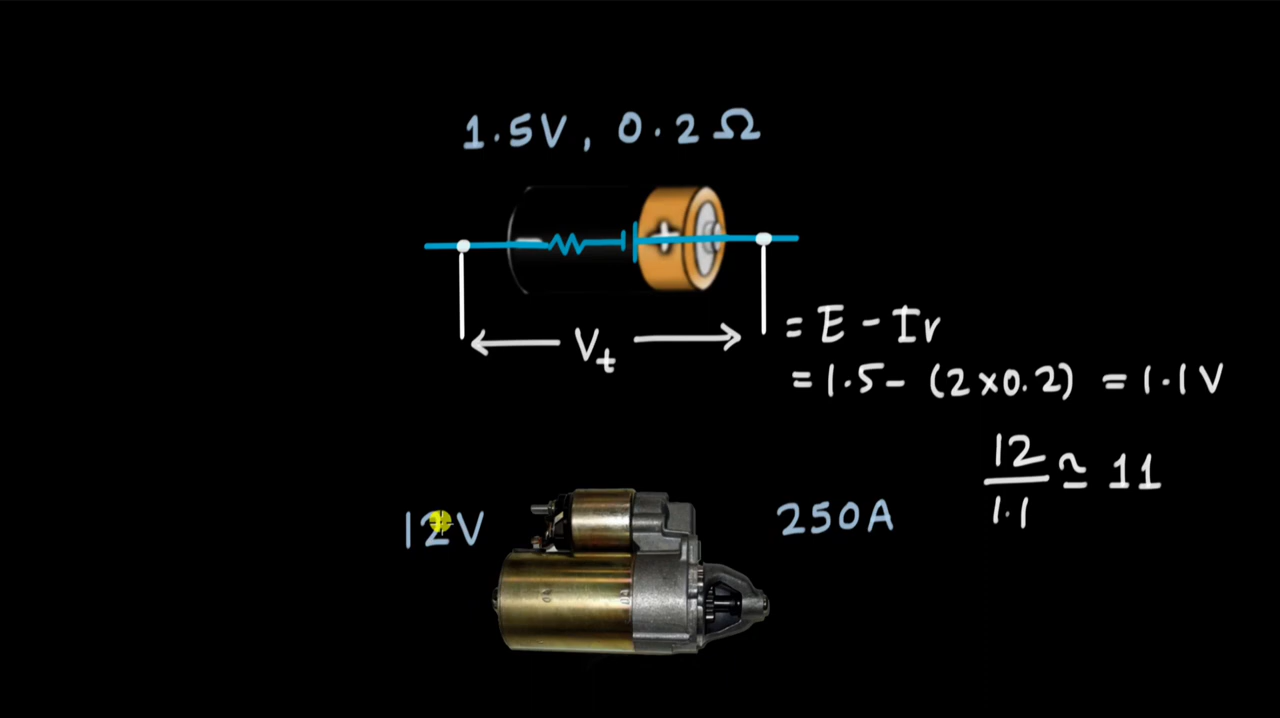 1.5V, 0.2Ω
+
Vt
= E - Ir
= 1.5 - (2×0.2) = 1.1V
12/1.1 ≃ 11
12V
250A